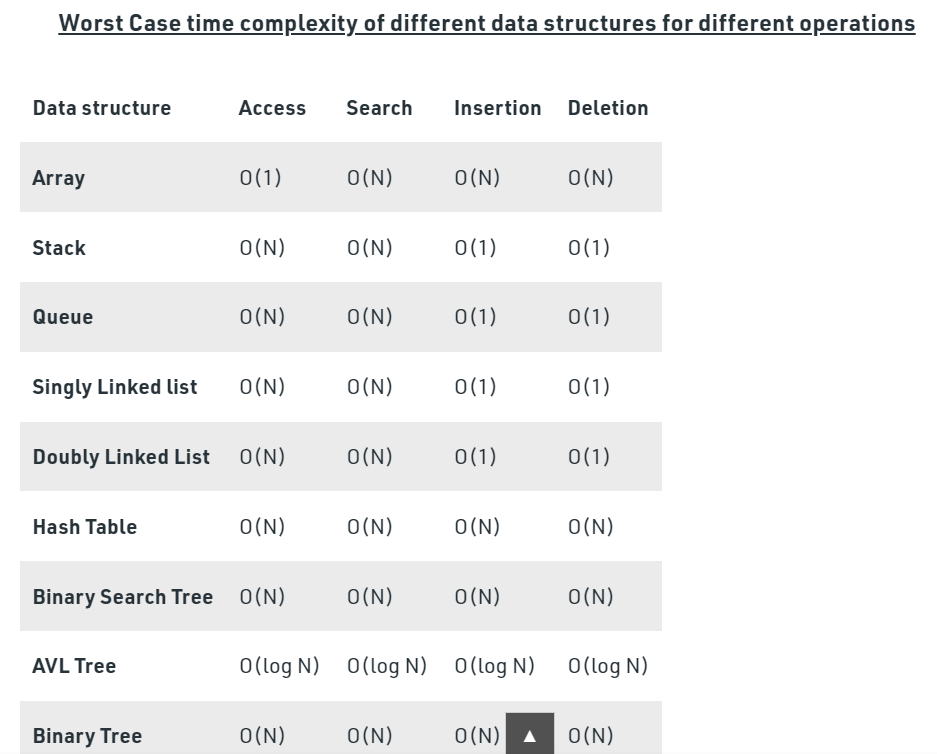 Worst Case time complexity of different data structures for different operations
Data structure Access Search Insertion Deletion
Array O(1) O(N) O(N) O(N)
Stack O(N) O(N) O(1) O(1)
Queue O(N) O(N) O(1) O(1)
Singly Linked list O(N) O(N) O(1) O(1)
Doubly Linked List O(N) O(N) O(1) O(1)
Hash Table O(N) O(N) O(N) O(N)
Binary Search Tree O(N) O(N) O(N) O(N)
AVL Tree O(log N) O(log N) O(log N) O(log N)
Binary Tree O(N) O(N) O(N) O(N)